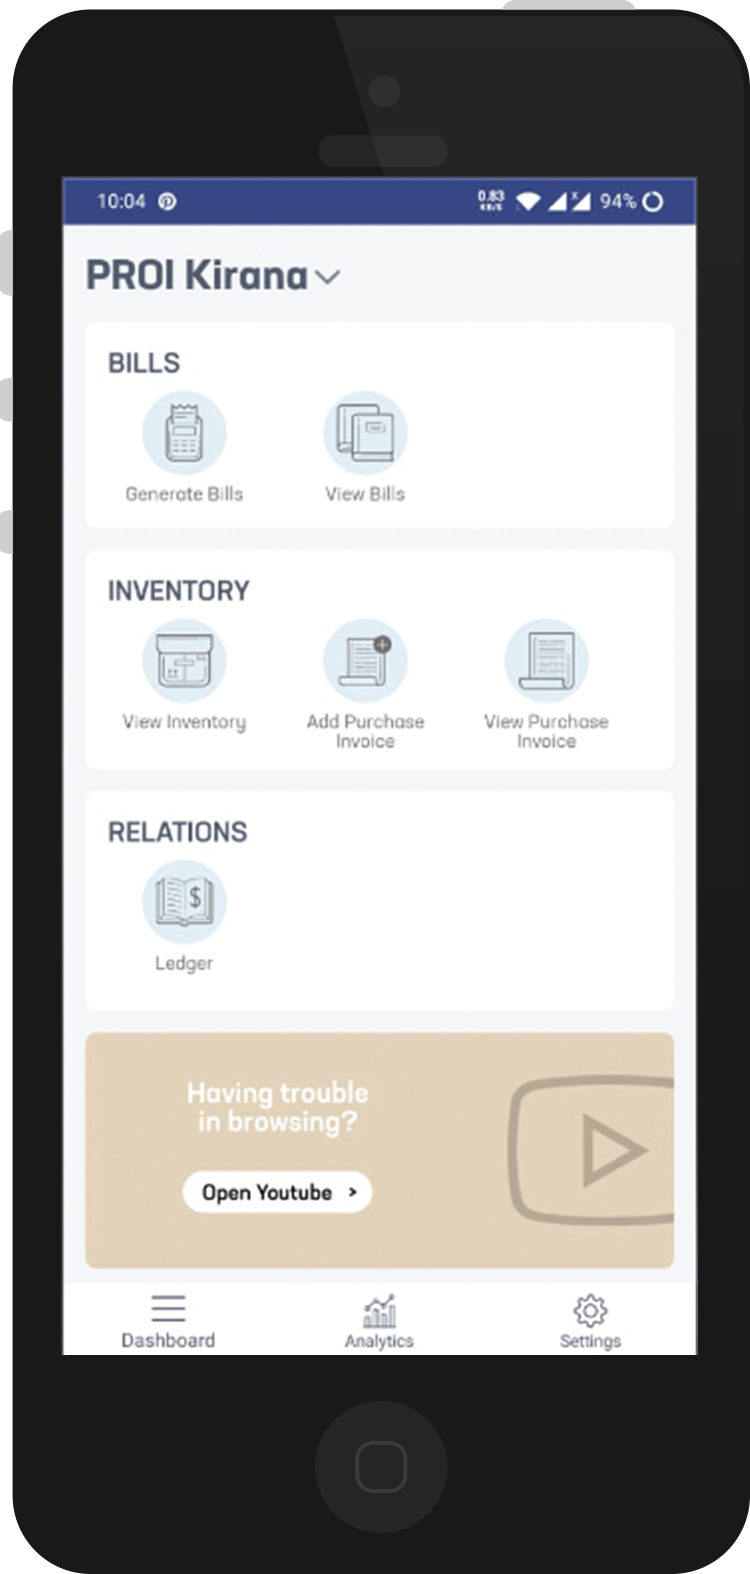 10:04
0.83
KB/S
94%
PROI Kirana
BILLS
Generate Bills
View Bills
INVENTORY
View Inventory
Add Purchase
Invoice
View Purchase
Invoice
RELATIONS
$
Ledger
Having trouble
in browsing?
Open Youtube >
Dashboard
Analytics
Settings